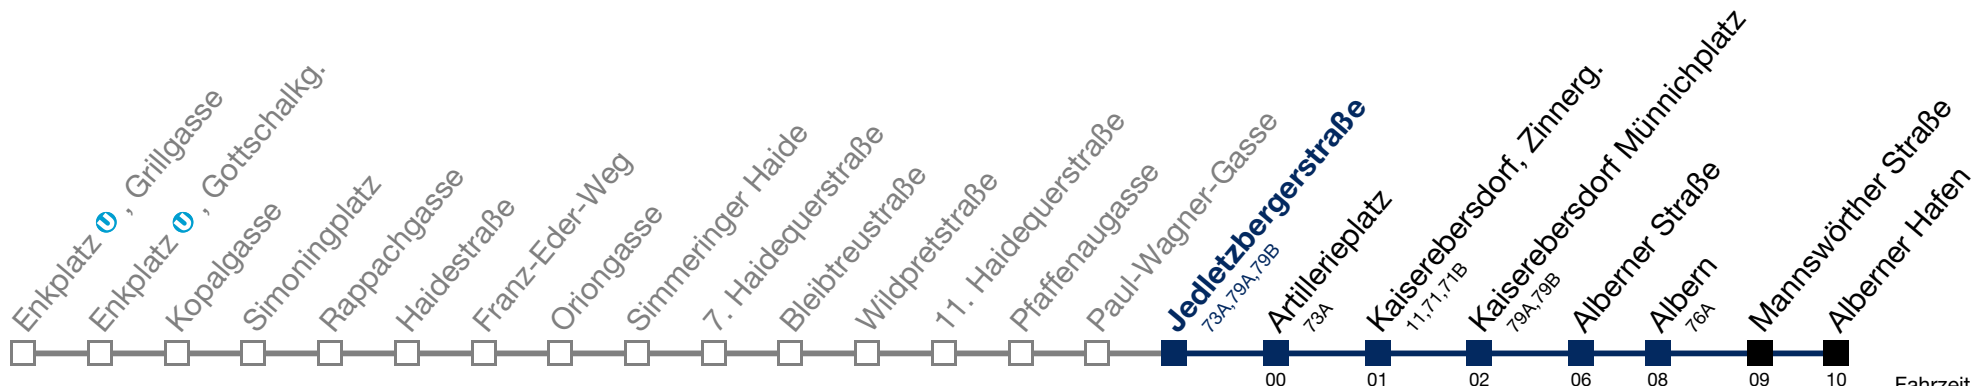 Enkplatz U, Grillgasse
Enkplatz U, Gottschalkg.
Kopalgasse
Simoningplatz
Rappachgasse
Haidestraße
Franz-Eder-Weg
Oriongasse
Simmeringer Haide
7. Haidequerstraße
Bleibtreustraße
Wildpretstraße
11. Haidequerstraße
Pfaffenaugasse
Paul-Wagner-Gasse
Jedletzbergerstraße
73A,79A,79B
Artillerieplatz
73A
Kaiserebersdorf, Zinnerg.
11,71,71B
Kaiserebersdorf Münnichplatz
79A,79B
Alberner Straße
Albern
76A
Mannswörther Straße
Alberner Hafen
00 01 02 06 08 09 10 Fahrzeit